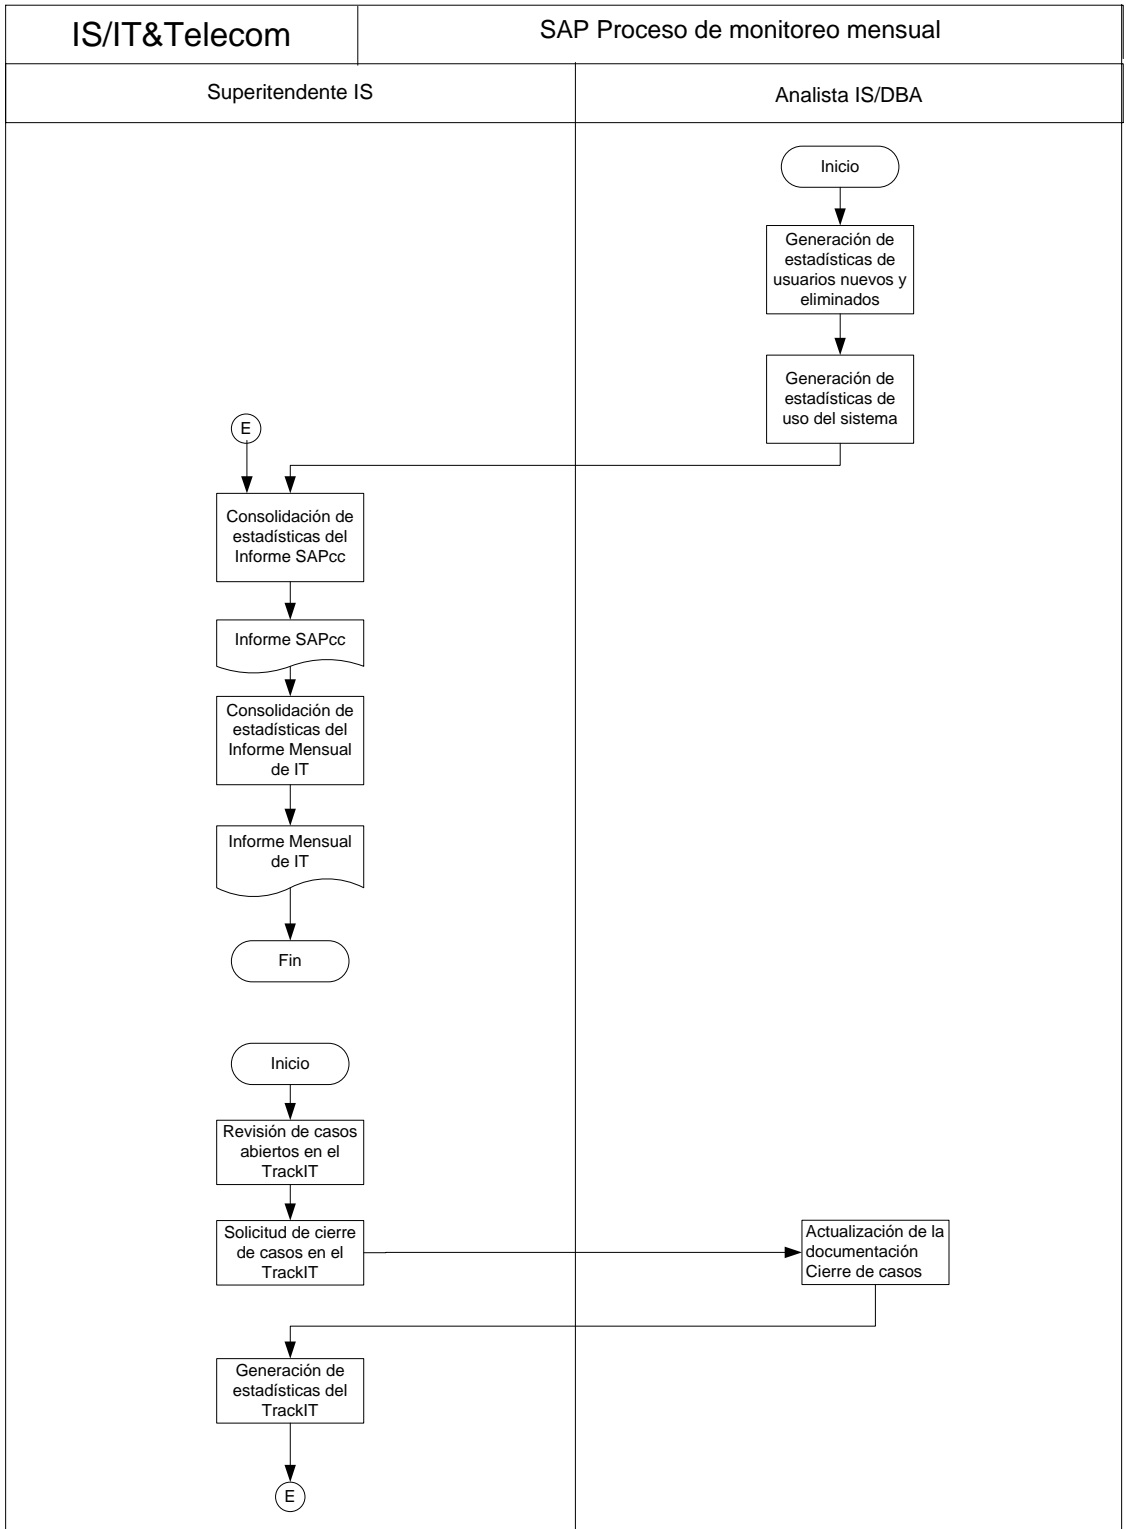 IS/IT&Telecom
SAP Proceso de monitoreo mensual
Superitendente IS
Analista IS/DBA
Inicio
Generación de
estadísticas de
usuarios nuevos y
eliminados
Generación de
estadísticas de
uso del sistema
E
Consolidación de
estadísticas del
Informe SAPcc
Informe SAPcc
Consolidación de
estadísticas del
Informe Mensual
de IT
Informe Mensual
de IT
Fin
Inicio
Revisión de casos
abiertos en el
TrackIT
Solicitud de cierre
de casos en el
TrackIT
Actualización de la
documentación
Cierre de casos
Generación de
estadísticas del
TrackIT
E